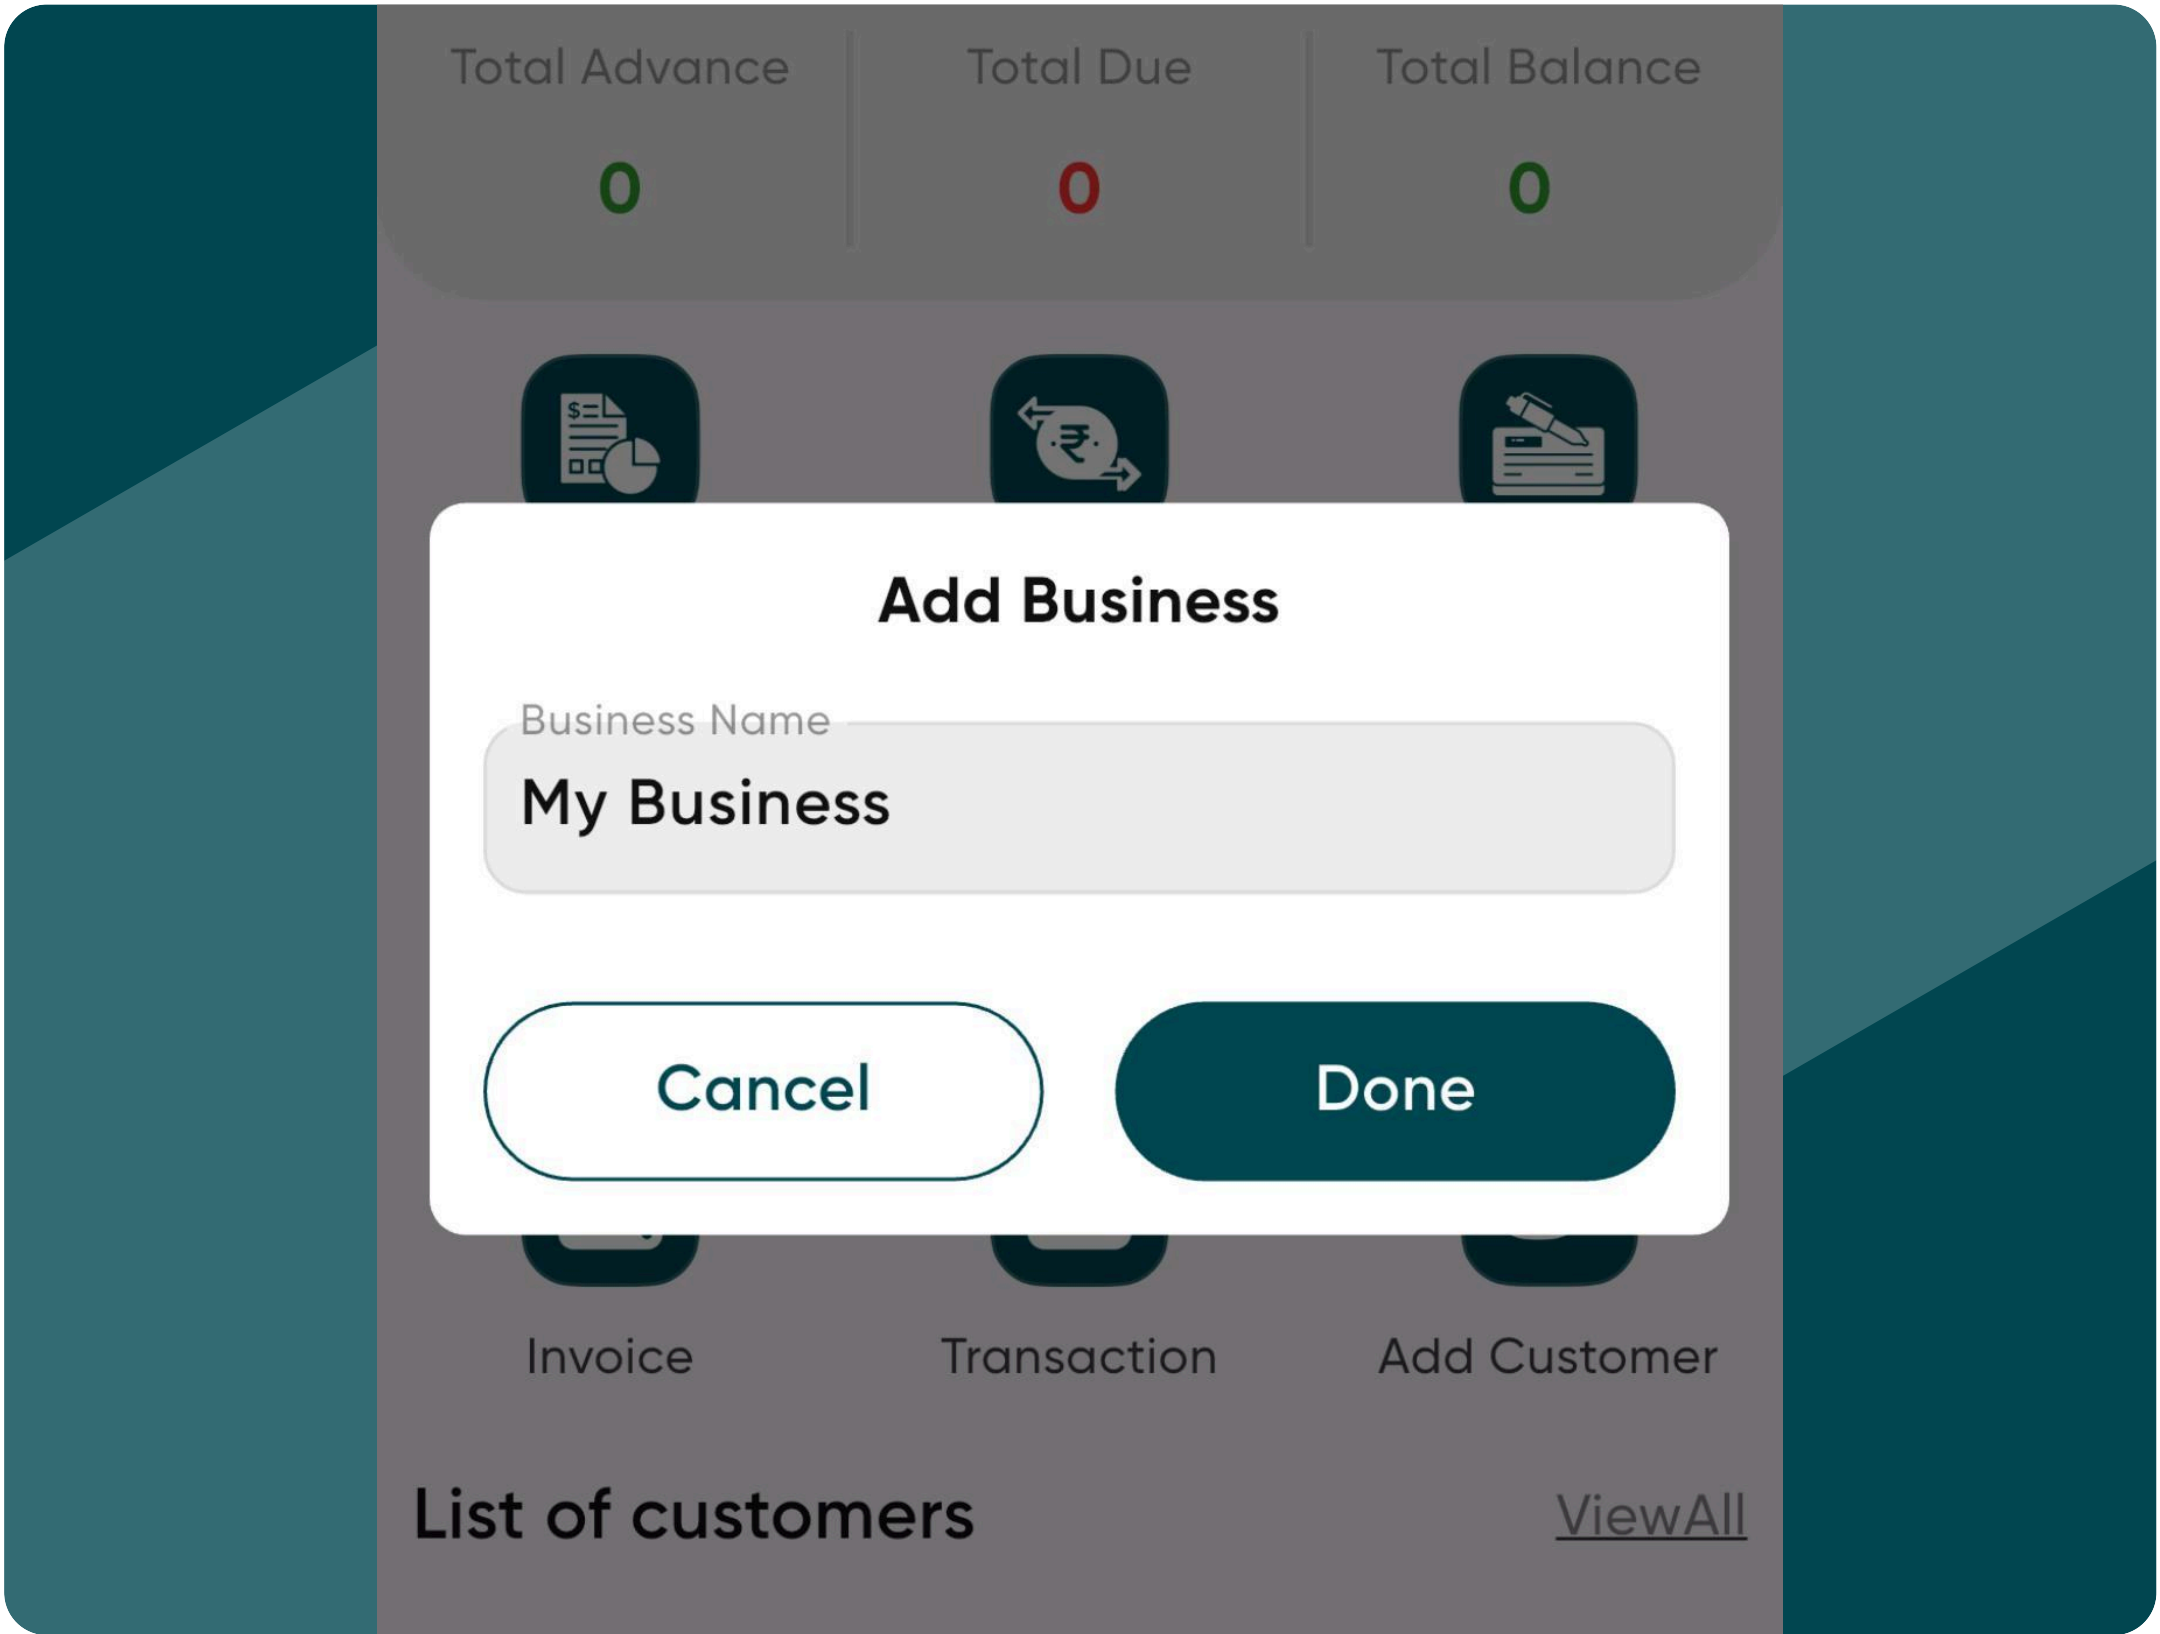 Total Advance Total Due Total Balance
0 0 0
$
₹
Add Business
Business Name
My Business
Cancel Done
Invoice Transaction Add Customer
List of customers ViewAll